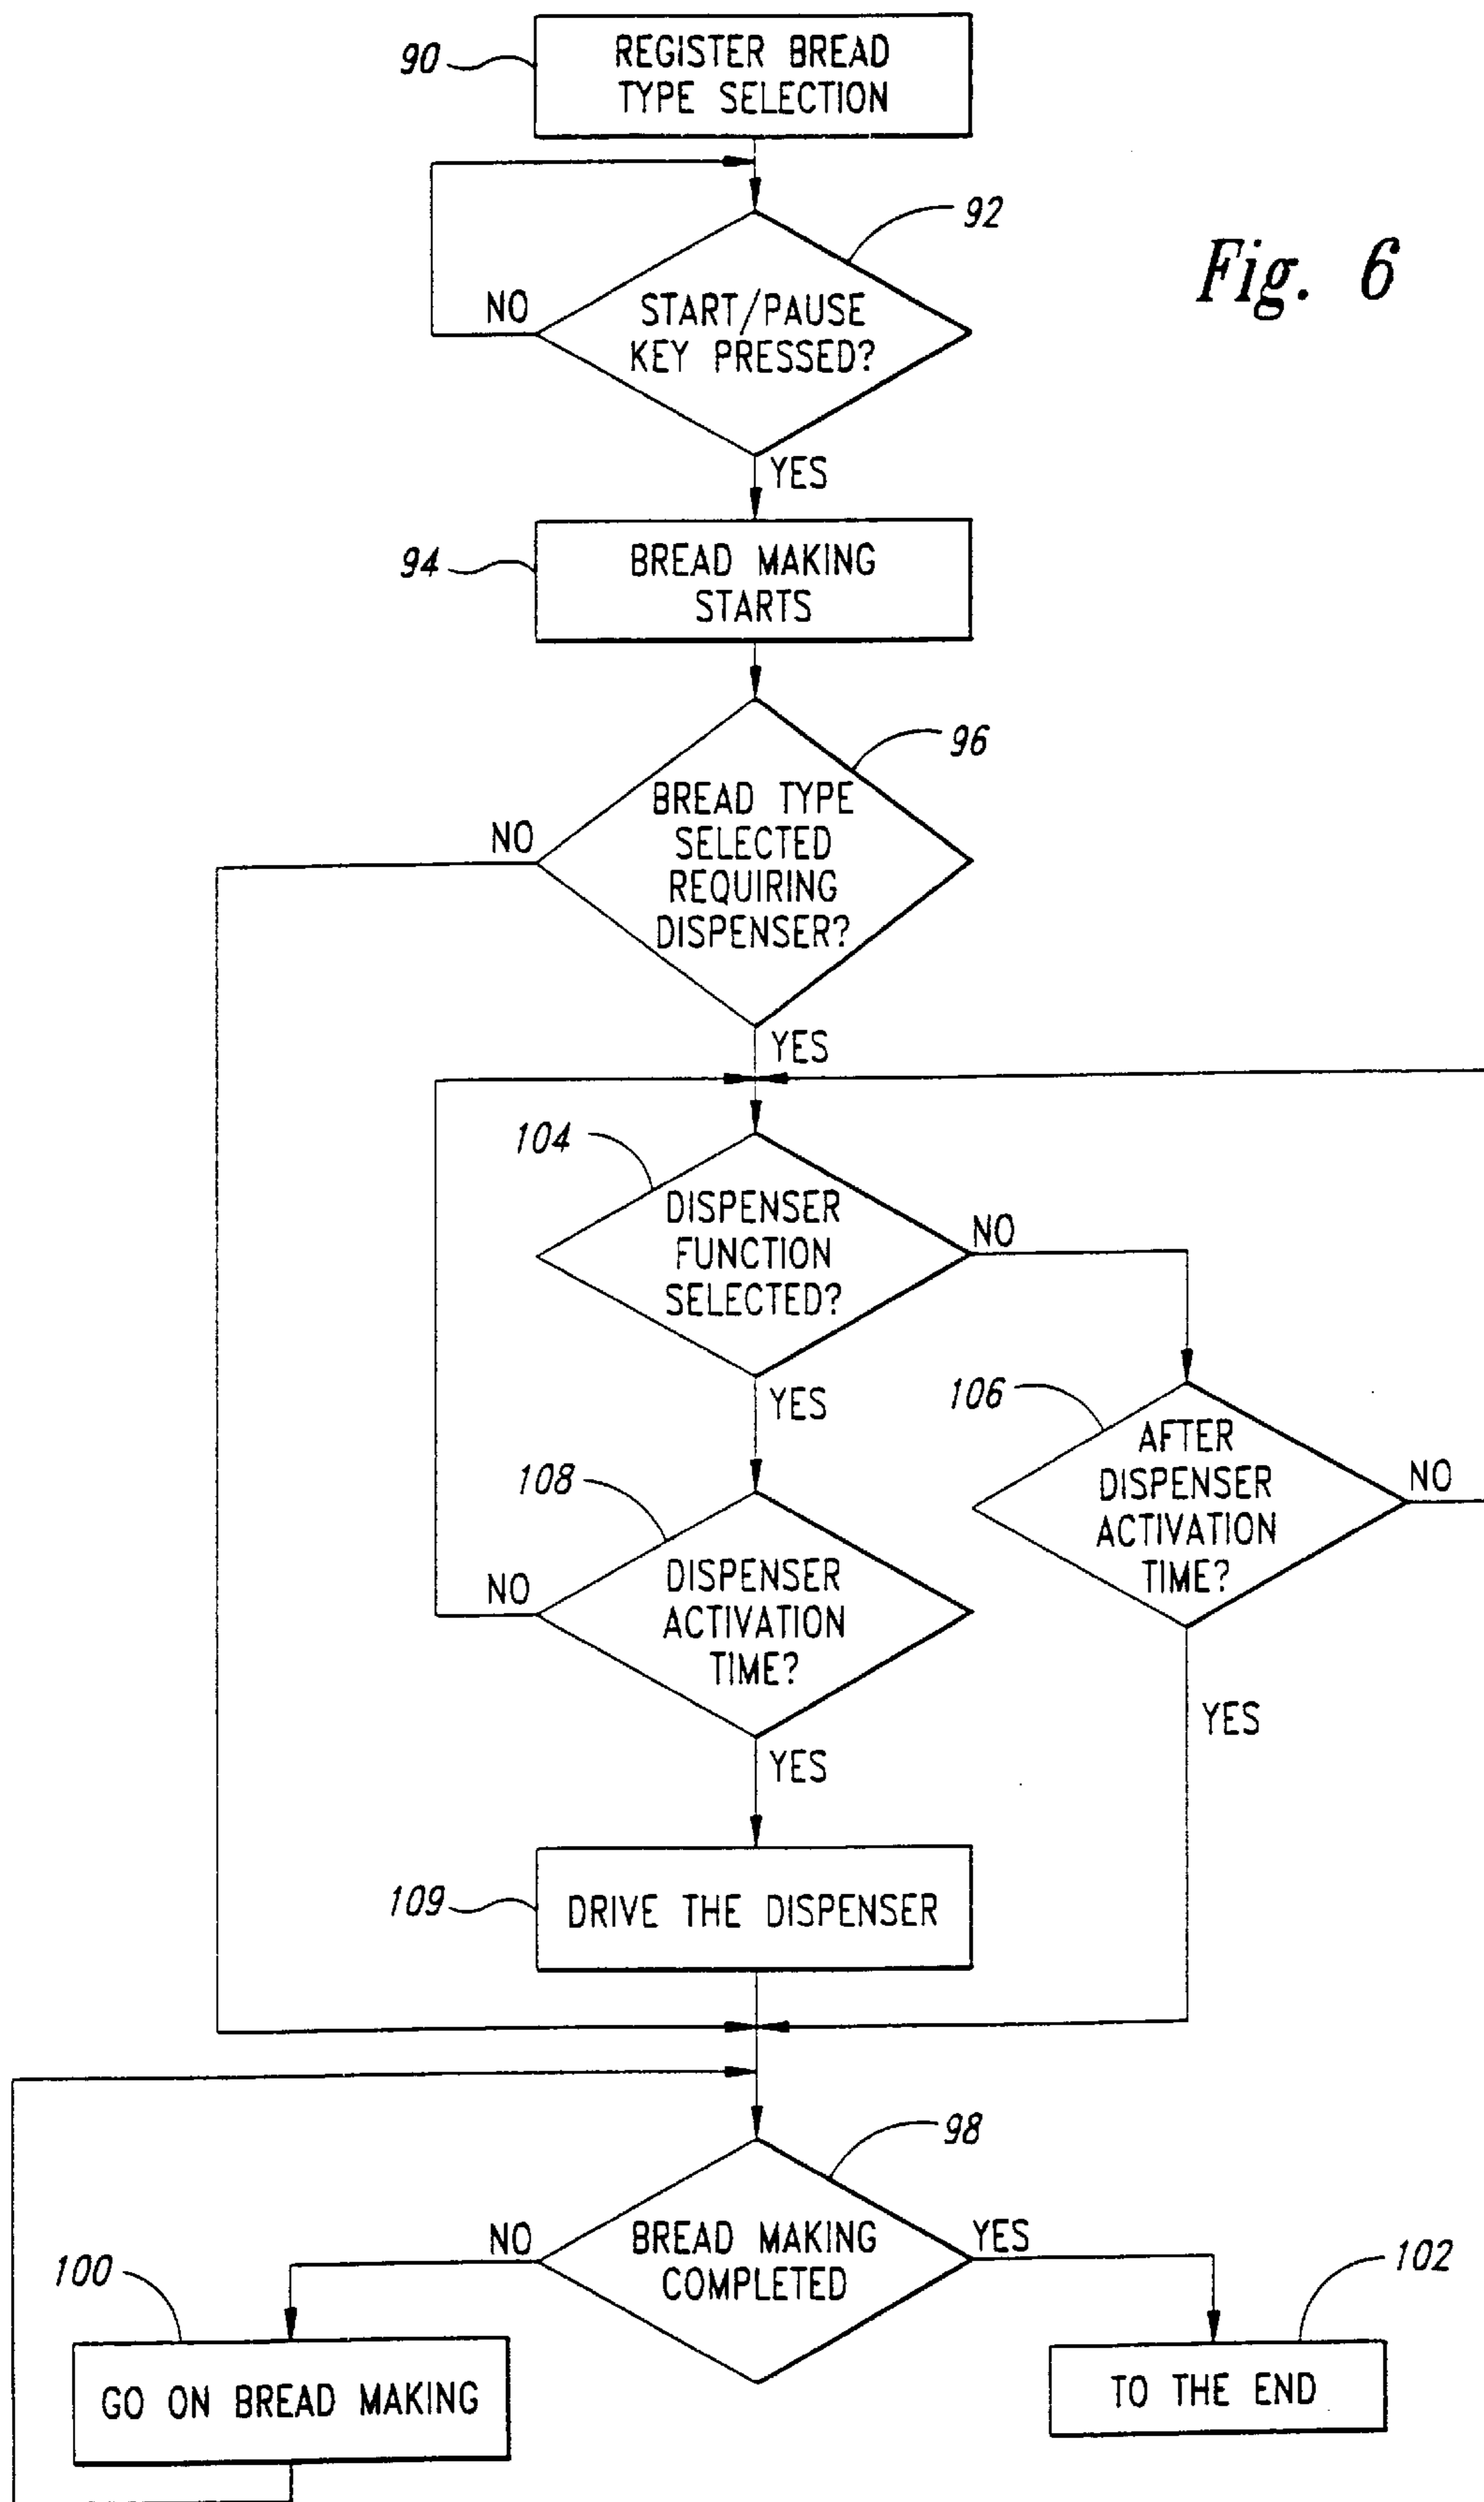 90
REGISTER BREAD
TYPE SELECTION
92
Fig. 6
NO
START/PAUSE
KEY PRESSED?
YES
94
BREAD MAKING
STARTS
96
NO
BREAD TYPE
SELECTED
REQUIRING
DISPENSER?
YES
104
DISPENSER
FUNCTION
SELECTED?
NO
YES
106
AFTER
DISPENSER
ACTIVATION
TIME?
NO
108
NO
DISPENSER
ACTIVATION
TIME?
YES
YES
109
DRIVE THE DISPENSER
98
NO
BREAD MAKING
COMPLETED
YES
100
102
GO ON BREAD MAKING
TO THE END